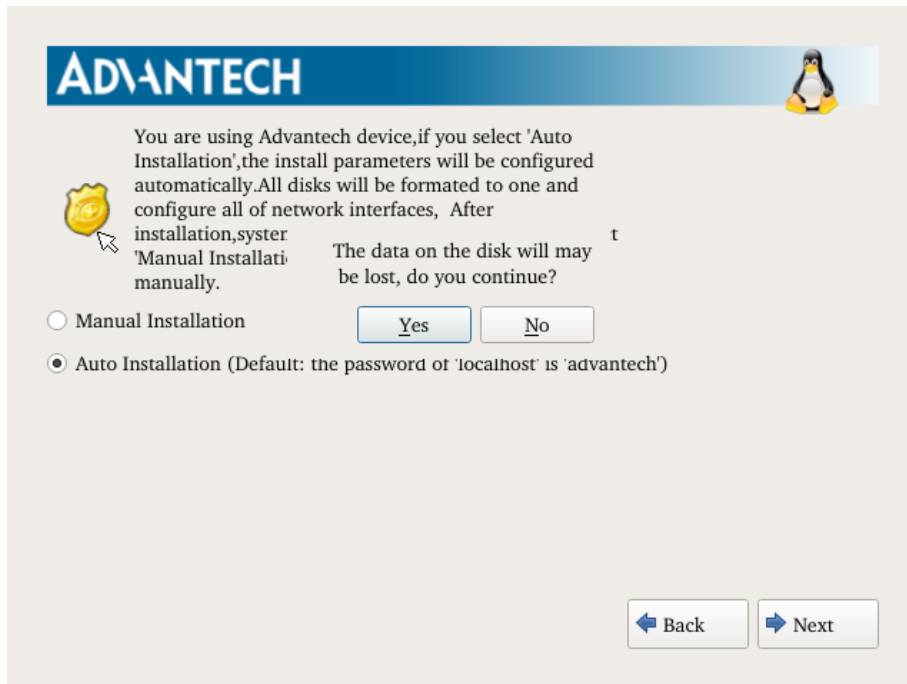 ADVANTECH
You are using Advantech device,if you select 'Auto
Installation',the install parameters will be configured
automatically.All disks will be formated to one and
configure all of network interfaces, After
installation,
'Manual
manually.
The data on the disk will may
be lost, do you continue?
Manual Installation
Yes
No
Auto Installation (Default: the password of 'localhost' is 'advantech')
Back
Next